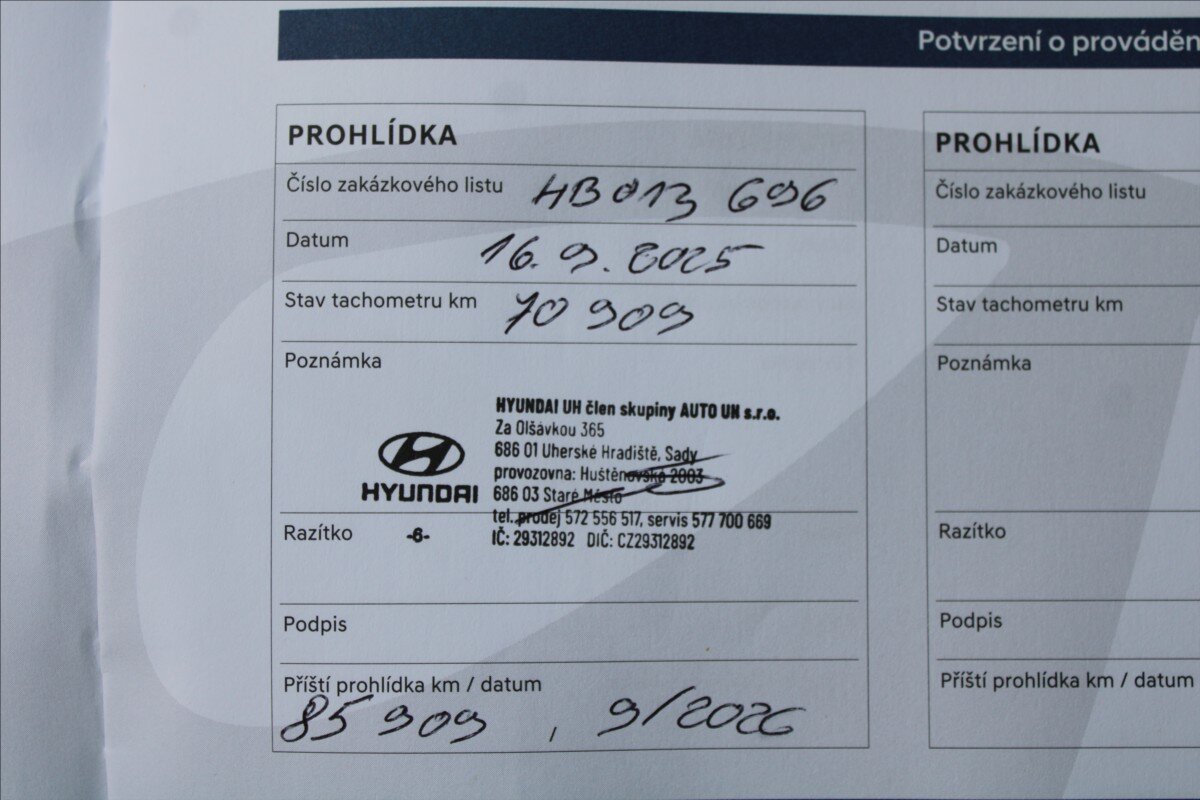 Potvrzení o provádění
PROHLÍDKA
Číslo zakázkového listu HB013 696
Datum 16.9.2025
Stav tachometru km 70 909
Poznámka
HYUNDAI
HYUNDAI UH člen skupiny AUTO UH s.r.o.
Za Olšávkou 365
686 01 Uherské Hradiště, Sady
provozovna: Huštěnovská 2003
686 03 Staré Město
tel. prodej 572 556 517, servis 577 700 669
IČ: 29312892 DIČ: CZ29312892
Razítko -6-
Podpis
Příští prohlídka km / datum
85 909 , 9/2026
PROHLÍDKA
Číslo zakázkového listu
Datum
Stav tachometru km
Poznámka
Razítko
Podpis
Příští prohlídka km / datum